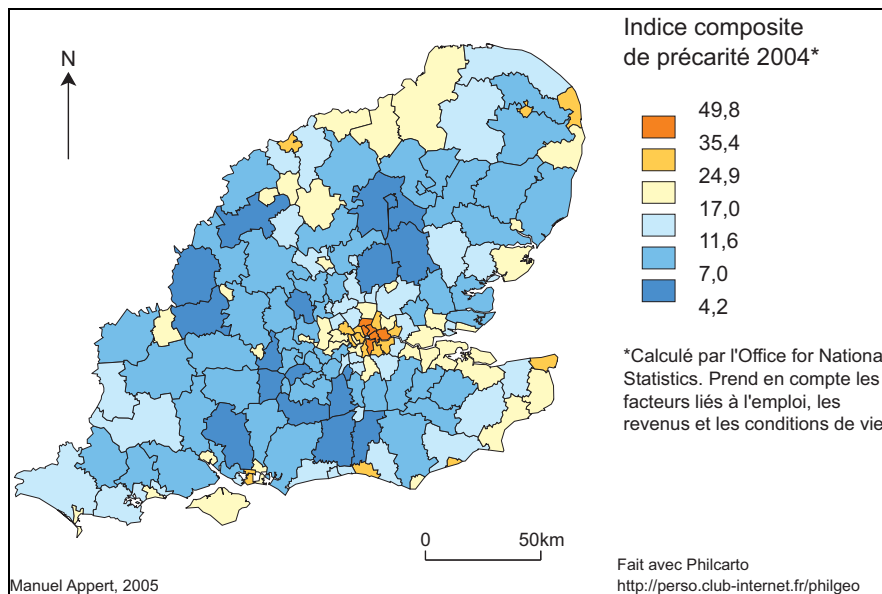 Indice composite
de précarité 2004*
N
49,8
35,4
24,9
17,0
11,6
7,0
4,2
*Calculé par l'Office for Nationa
Statistics. Prend en compte les
facteurs liés à l'emploi, les
revenus et les conditions de vie
0 50km
Manuel Appert, 2005
Fait avec Philcarto
http://perso.club-internet.fr/philgeo